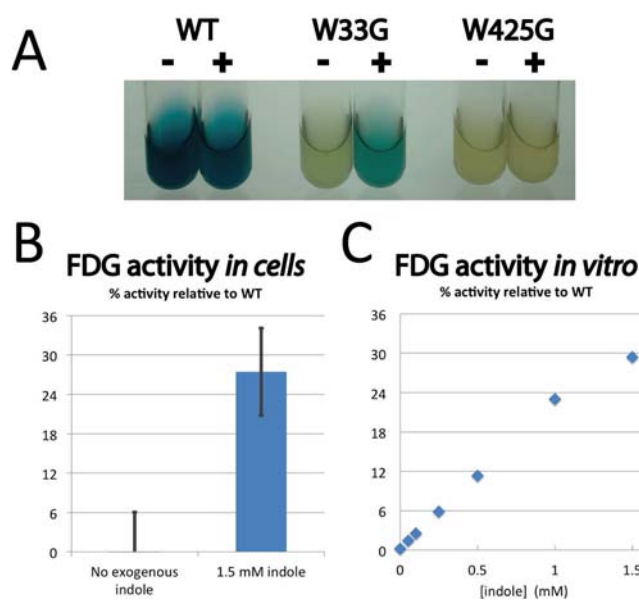 A
WT
W33G
W425G
- +
- +
- +
B
FDG activity in cells
% activity relative to WT
36
30
24
18
12
6
0
No exogenous
indole
1.5 mM indole
C
FDG activity in vitro
% activity relative to WT
36
30
24
18
12
6
0
0 0.5 1 1.5
[indole] (mM)